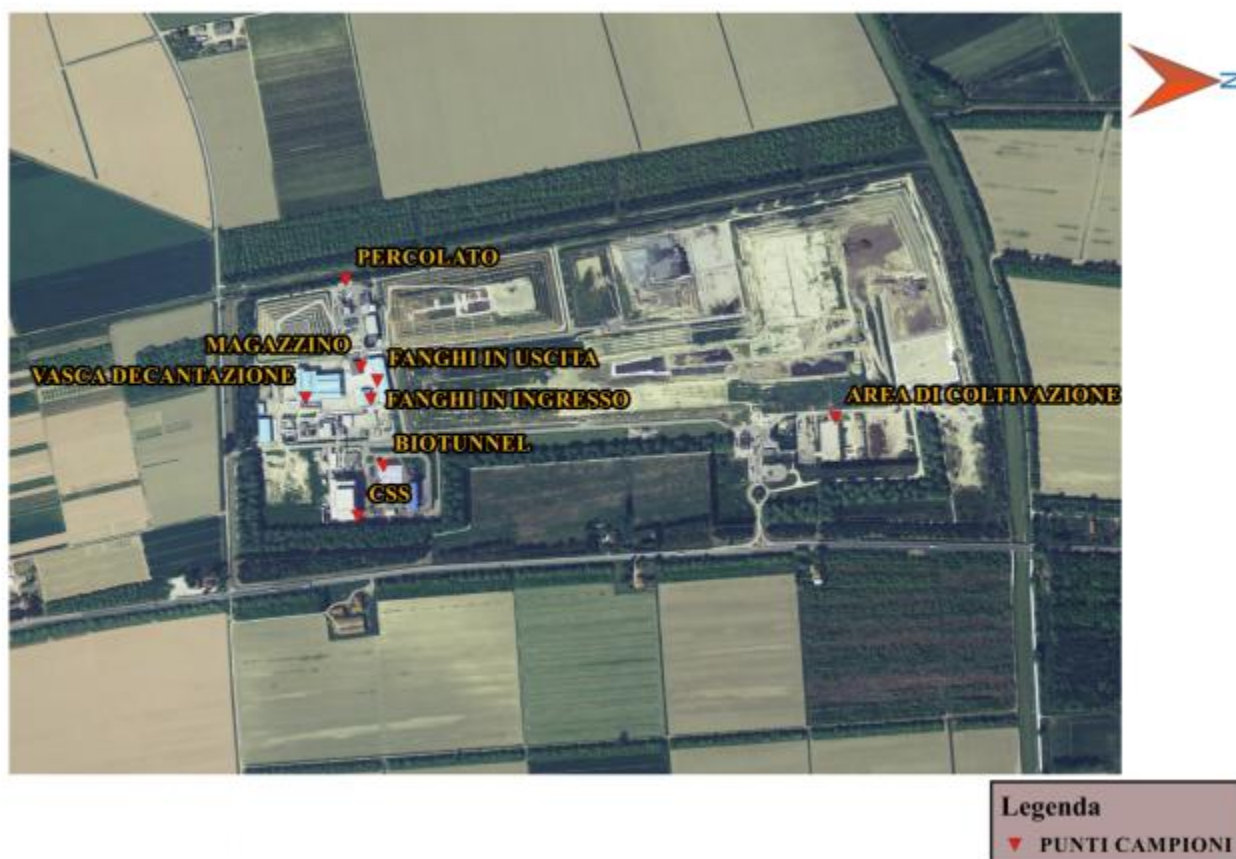 N
PERCOLATO
MAGAZZINO
FANGHI IN USCITA
VASCA DECANTAZIONE
FANGHI IN INGRESSO
AREA DI COLTIVAZIONE
BIOTUNNEL
CSS
Legenda
PUNTI CAMPIONI